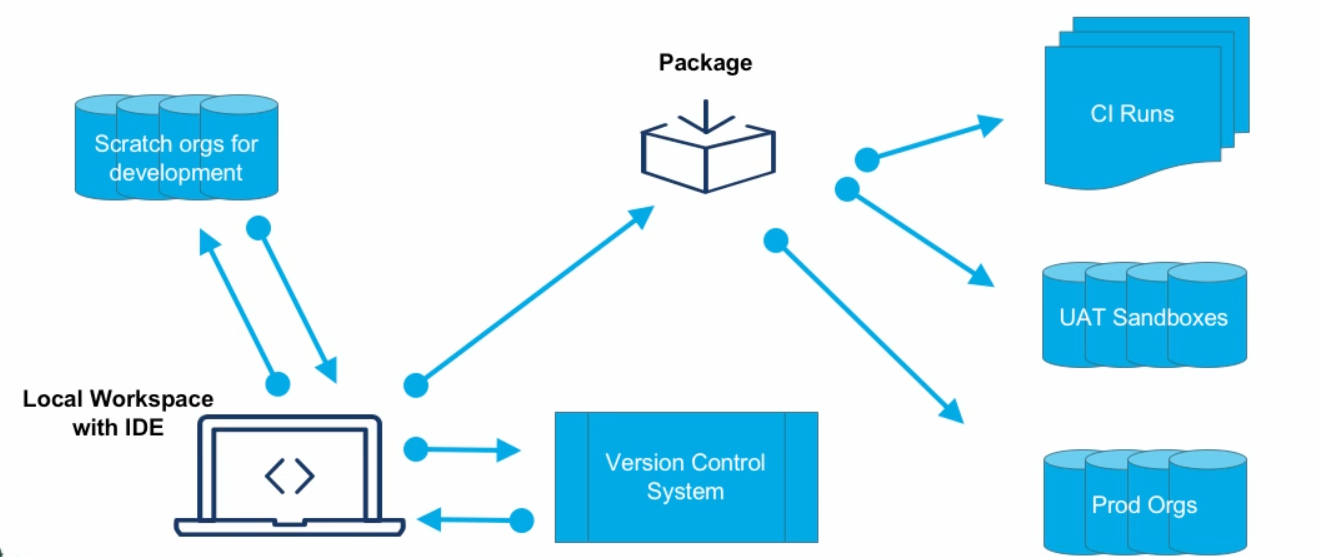 Package
CI Runs
Scratch orgs for
development
UAT Sandboxes
Local Workspace
with IDE
Version Control
System
Prod Orgs